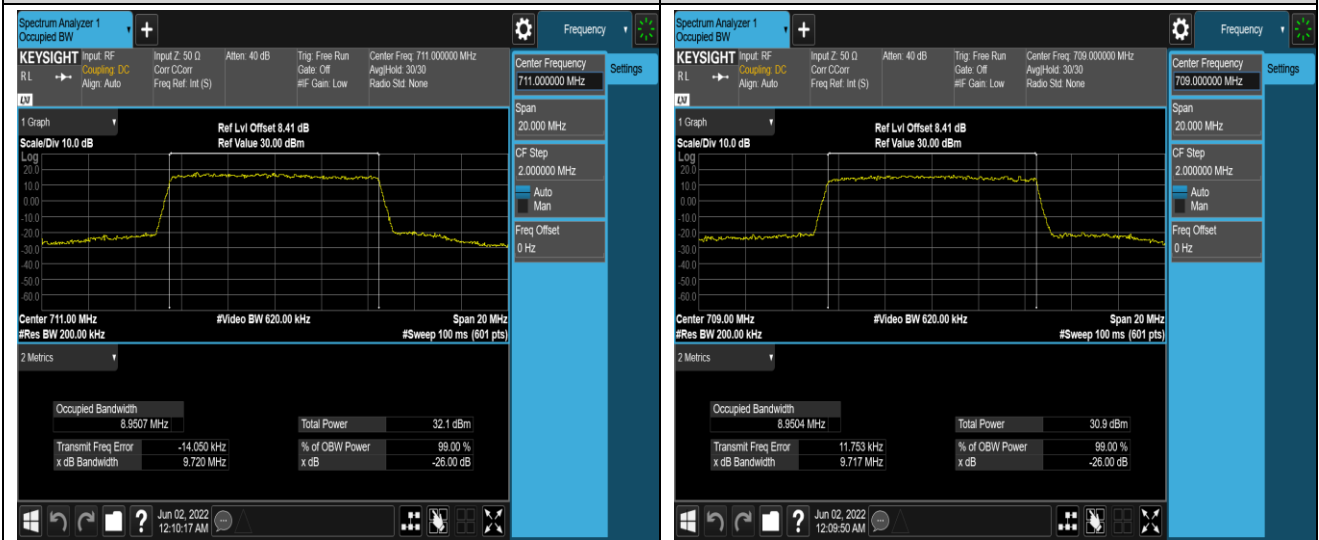 Spectrum Analyzer 1
Occupied BW
Frequency
KEYSIGHT Input: RF Input Z: 50 Ω Atten: 40 dB Trig: Free Run Center Freq: 711.000000 MHz
R L Coupling: DC Corr CCorr Gate: Off Avg|Hold: 30/30
Align: Auto Freq Ref: Int (S) #IF Gain: Low Radio Std: None
LXI
Center Frequency
711.000000 MHz
Settings
Span
20.000 MHz
CF Step
2.000000 MHz
Auto
Man
Freq Offset
0 Hz
1 Graph
Ref Lvl Offset 8.41 dB
Scale/Div 10.0 dB Ref Value 30.00 dBm
Log
20.0
10.0
0.00
-10.0
-20.0
-30.0
-40.0
-50.0
-60.0
Center 711.00 MHz #Video BW 620.00 kHz Span 20 MHz
#Res BW 200.00 kHz #Sweep 100 ms (601 pts)
2 Metrics
Occupied Bandwidth
8.9507 MHz Total Power 32.1 dBm
Transmit Freq Error -14.050 kHz % of OBW Power 99.00 %
x dB Bandwidth 9.720 MHz x dB -26.00 dB
? Jun 02, 2022
12:10:17 AM
Spectrum Analyzer 1
Occupied BW
Frequency
KEYSIGHT Input: RF Input Z: 50 Ω Atten: 40 dB Trig: Free Run Center Freq: 709.000000 MHz
R L Coupling: DC Corr CCorr Gate: Off Avg|Hold: 30/30
Align: Auto Freq Ref: Int (S) #IF Gain: Low Radio Std: None
LXI
Center Frequency
709.000000 MHz
Settings
Span
20.000 MHz
CF Step
2.000000 MHz
Auto
Man
Freq Offset
0 Hz
1 Graph
Ref Lvl Offset 8.41 dB
Scale/Div 10.0 dB Ref Value 30.00 dBm
Log
20.0
10.0
0.00
-10.0
-20.0
-30.0
-40.0
-50.0
-60.0
Center 709.00 MHz #Video BW 620.00 kHz Span 20 MHz
#Res BW 200.00 kHz #Sweep 100 ms (601 pts)
2 Metrics
Occupied Bandwidth
8.9504 MHz Total Power 30.9 dBm
Transmit Freq Error 11.753 kHz % of OBW Power 99.00 %
x dB Bandwidth 9.717 MHz x dB -26.00 dB
? Jun 02, 2022
12:09:50 AM